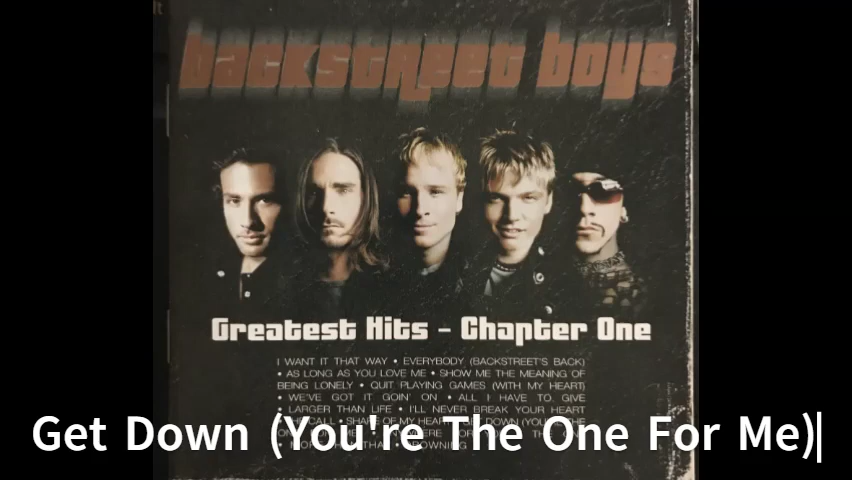 backstreet boys
Greatest Hits - Chapter One
I WANT IT THAT WAY • EVERYBODY (BACKSTREET'S BACK)
• AS LONG AS YOU LOVE ME • SHOW ME THE MEANING OF
BEING LONELY • QUIT PLAYING GAMES (WITH MY HEART)
• WE'VE GOT IT GOIN' ON • ALL I HAVE TO GIVE
• LARGER THAN LIFE • I'LL NEVER BREAK YOUR HEART
Get Down (You're The One For Me)